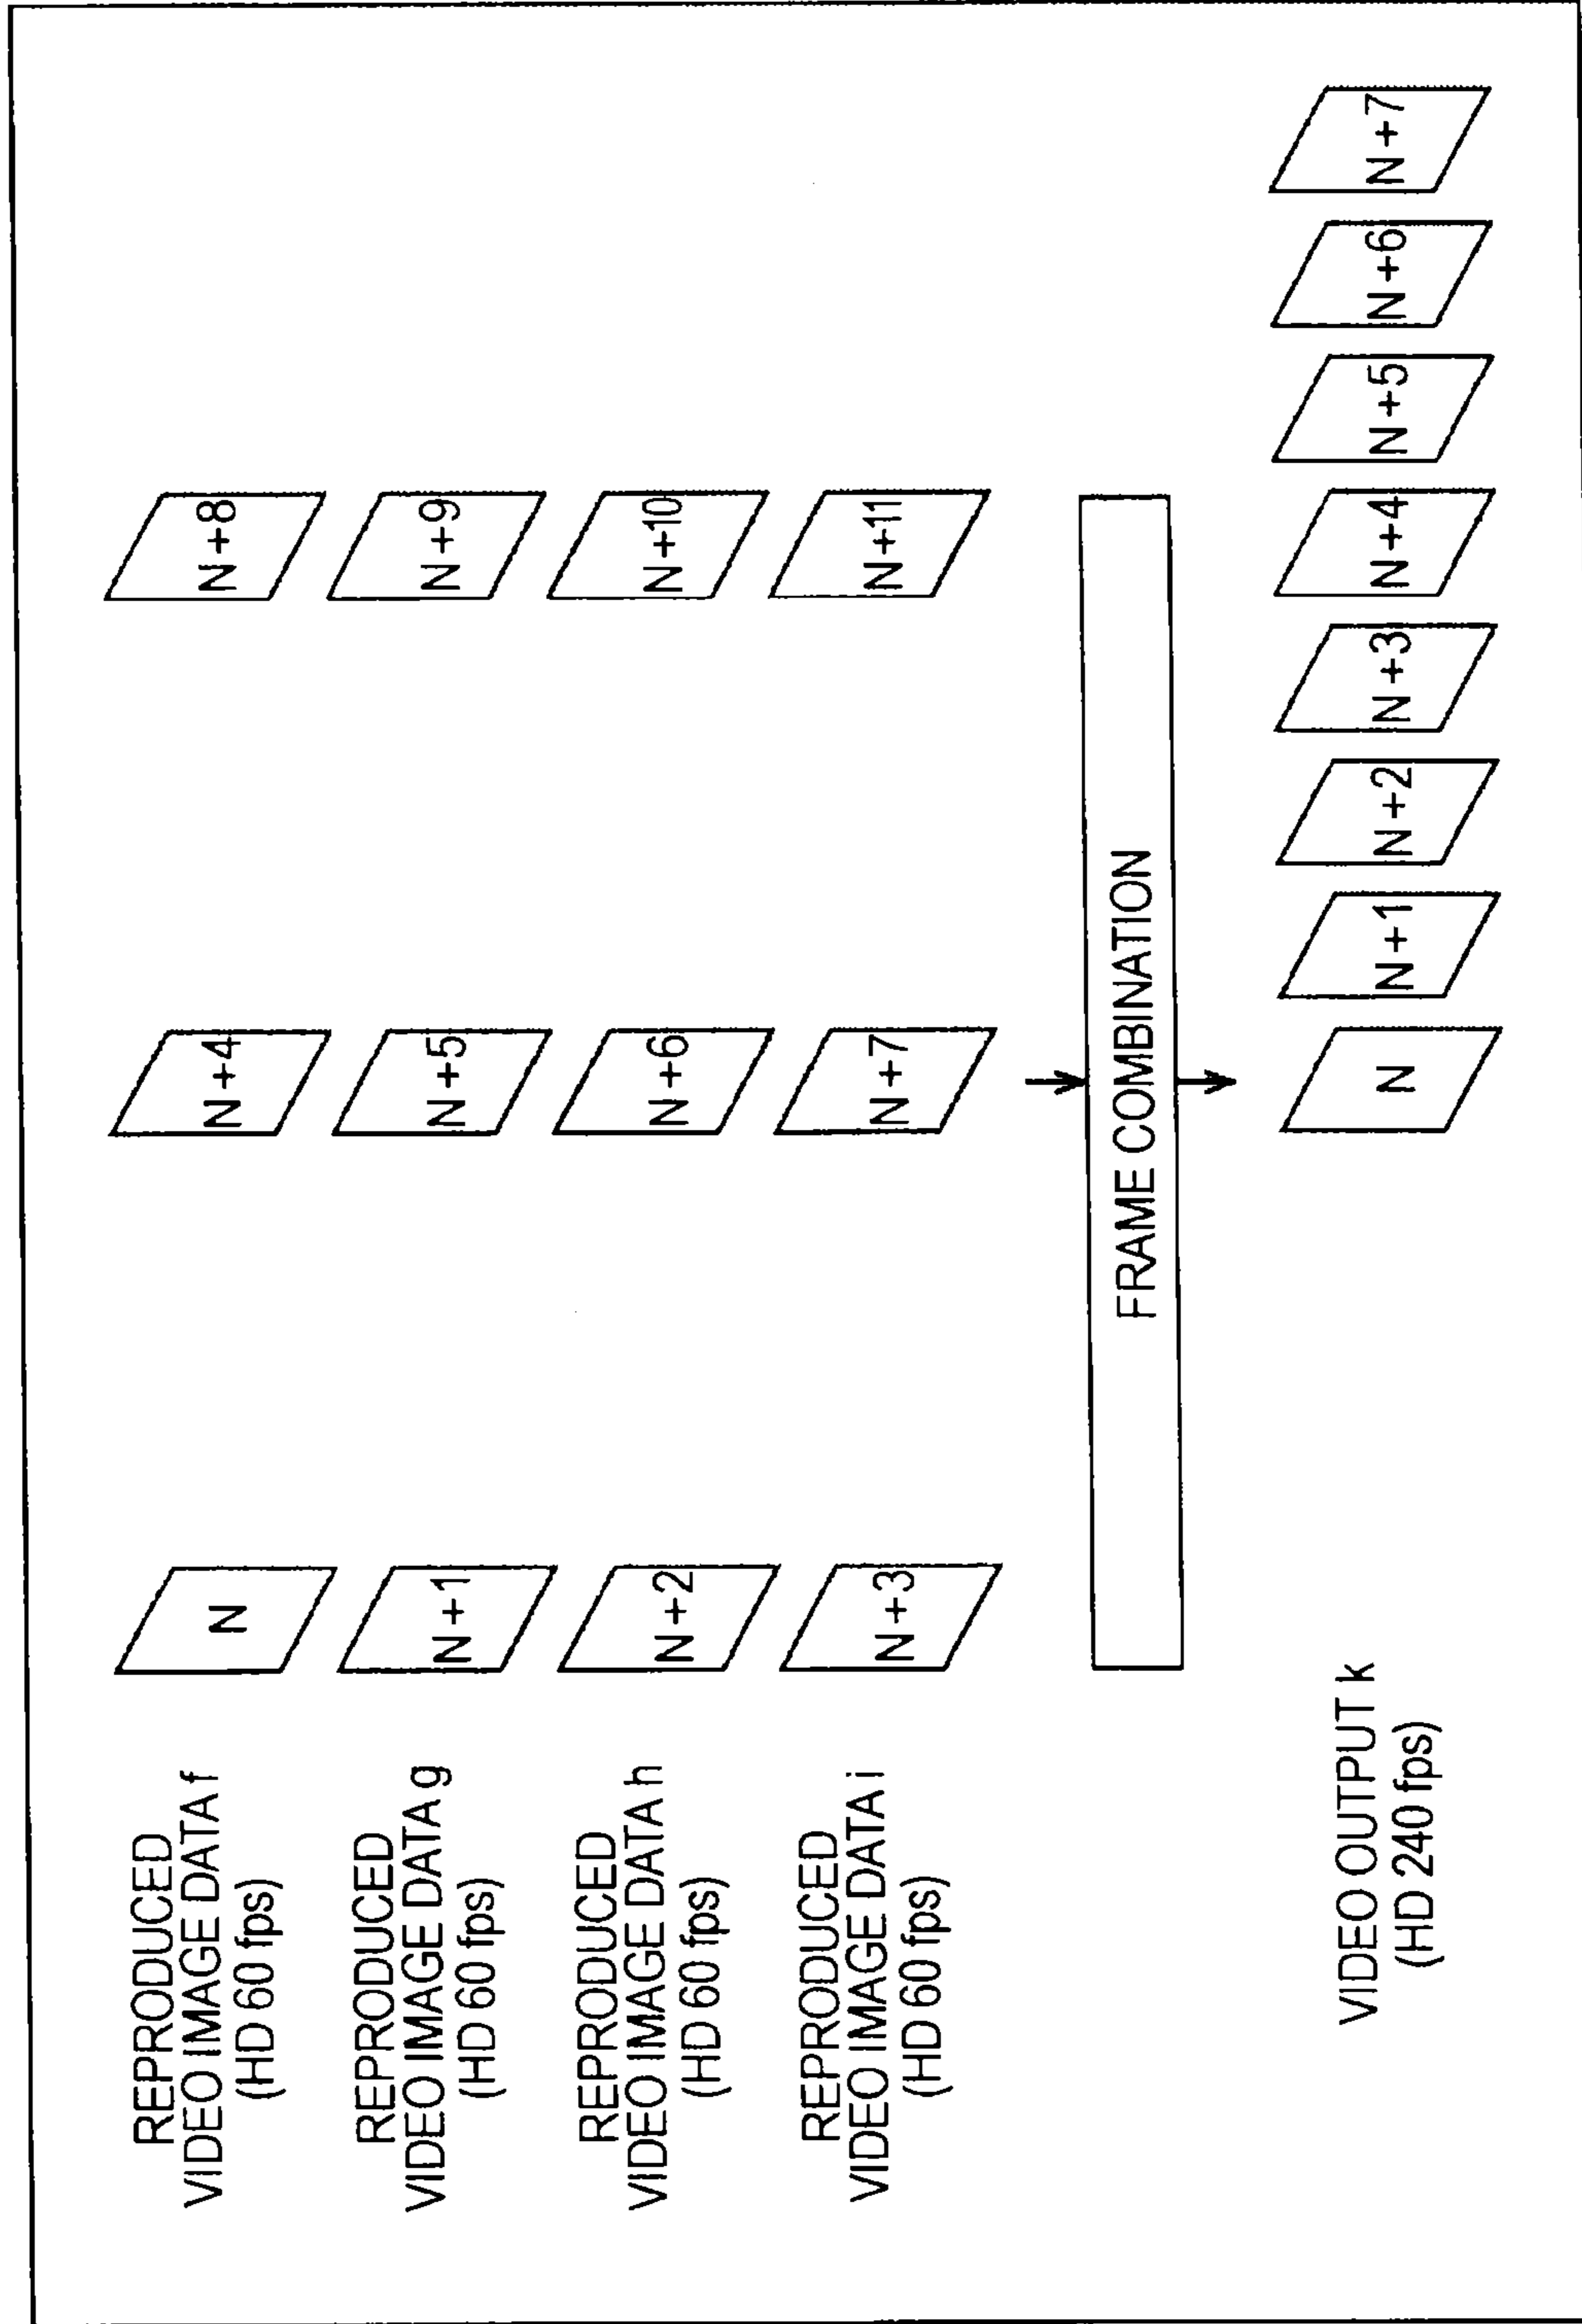 REPRODUCED
VIDEO IMAGE DATA f
(HD 60 fps)
N
N+4
N+8
REPRODUCED
VIDEO IMAGE DATA g
(HD 60 fps)
N+1
N+5
N+9
REPRODUCED
VIDEO IMAGE DATA h
(HD 60 fps)
N+2
N+6
N+10
REPRODUCED
VIDEO IMAGE DATA i
(HD 60 fps)
N+3
N+7
N+11
FRAME COMBINATION
VIDEO OUTPUT k
(HD 240 fps)
N
N+1
N+2
N+3
N+4
N+5
N+6
N+7